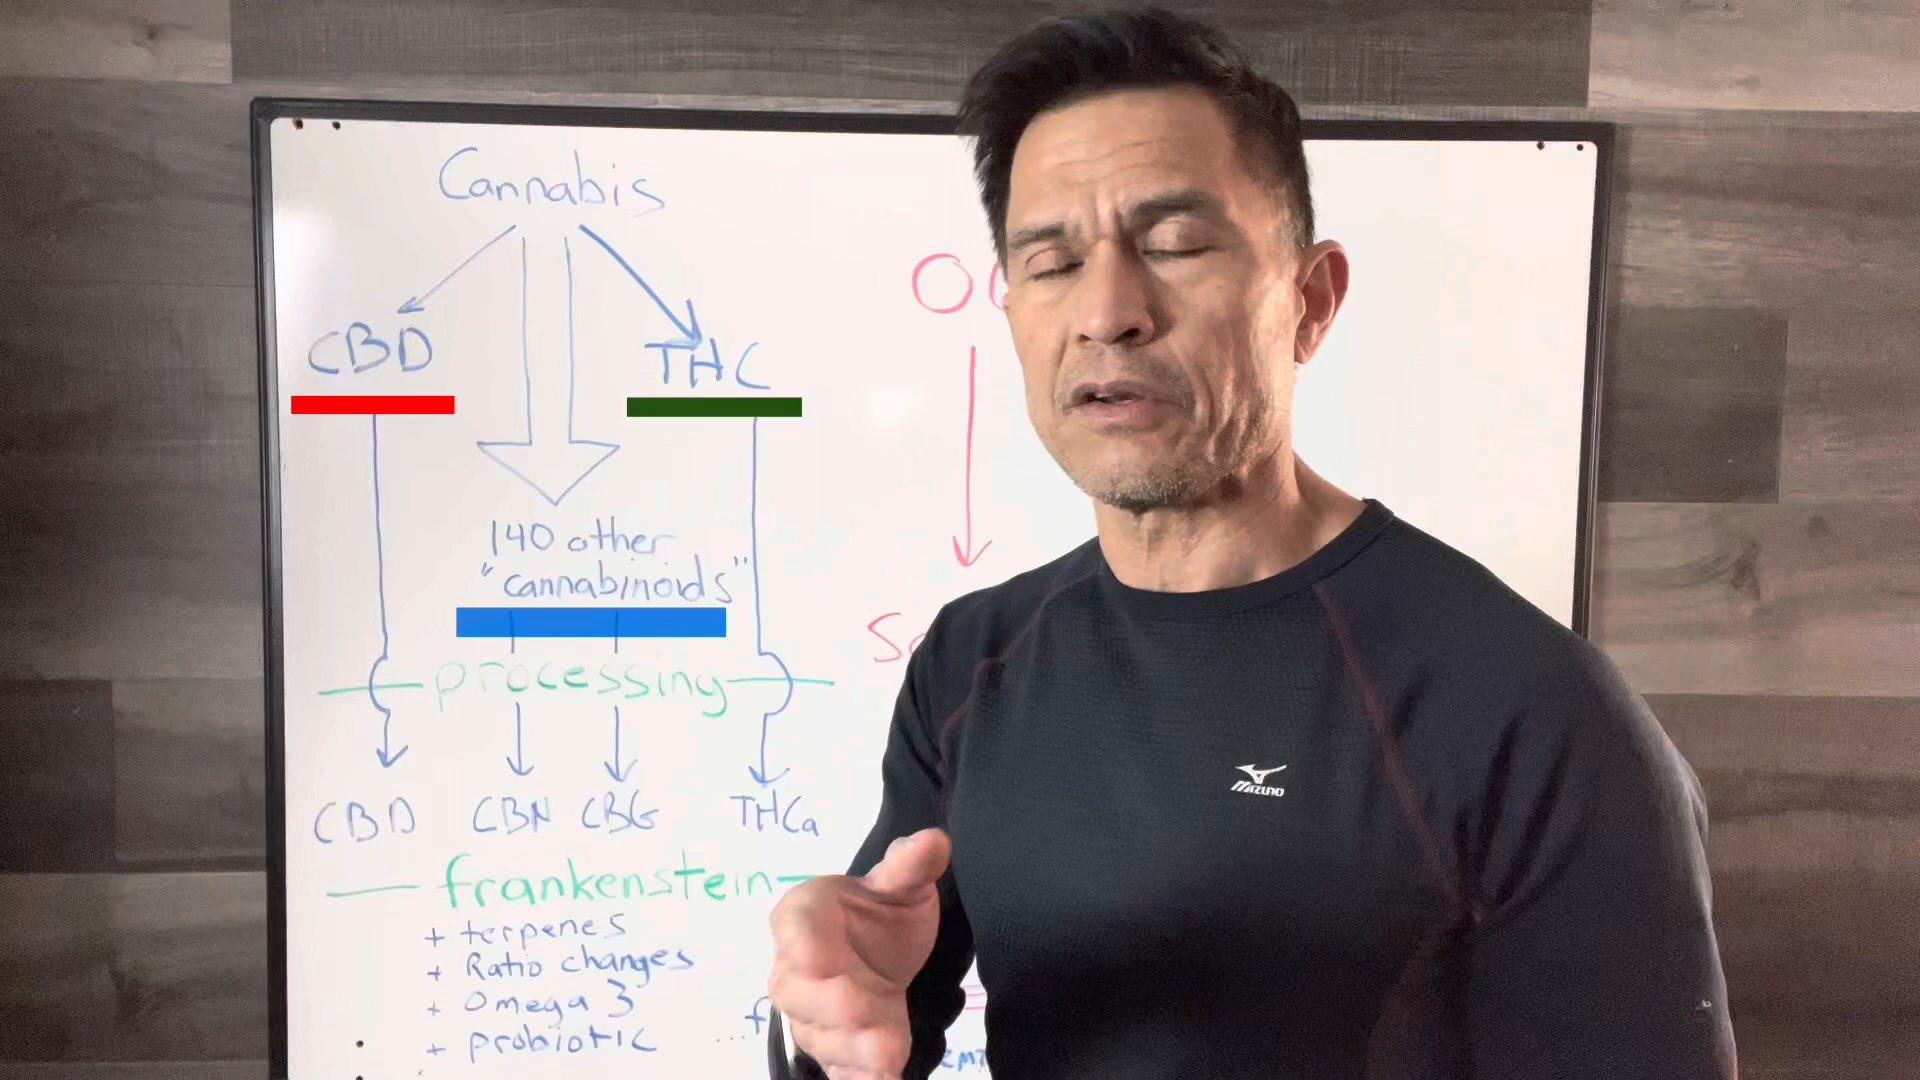 Cannabis
CBD
THC
140 other
"cannabinoids"
processing
CBD CBN CBG THCa
frankenstein
+ terpenes
+ Ratio changes
+ Omega 3
+ probiotic
MIZUNO